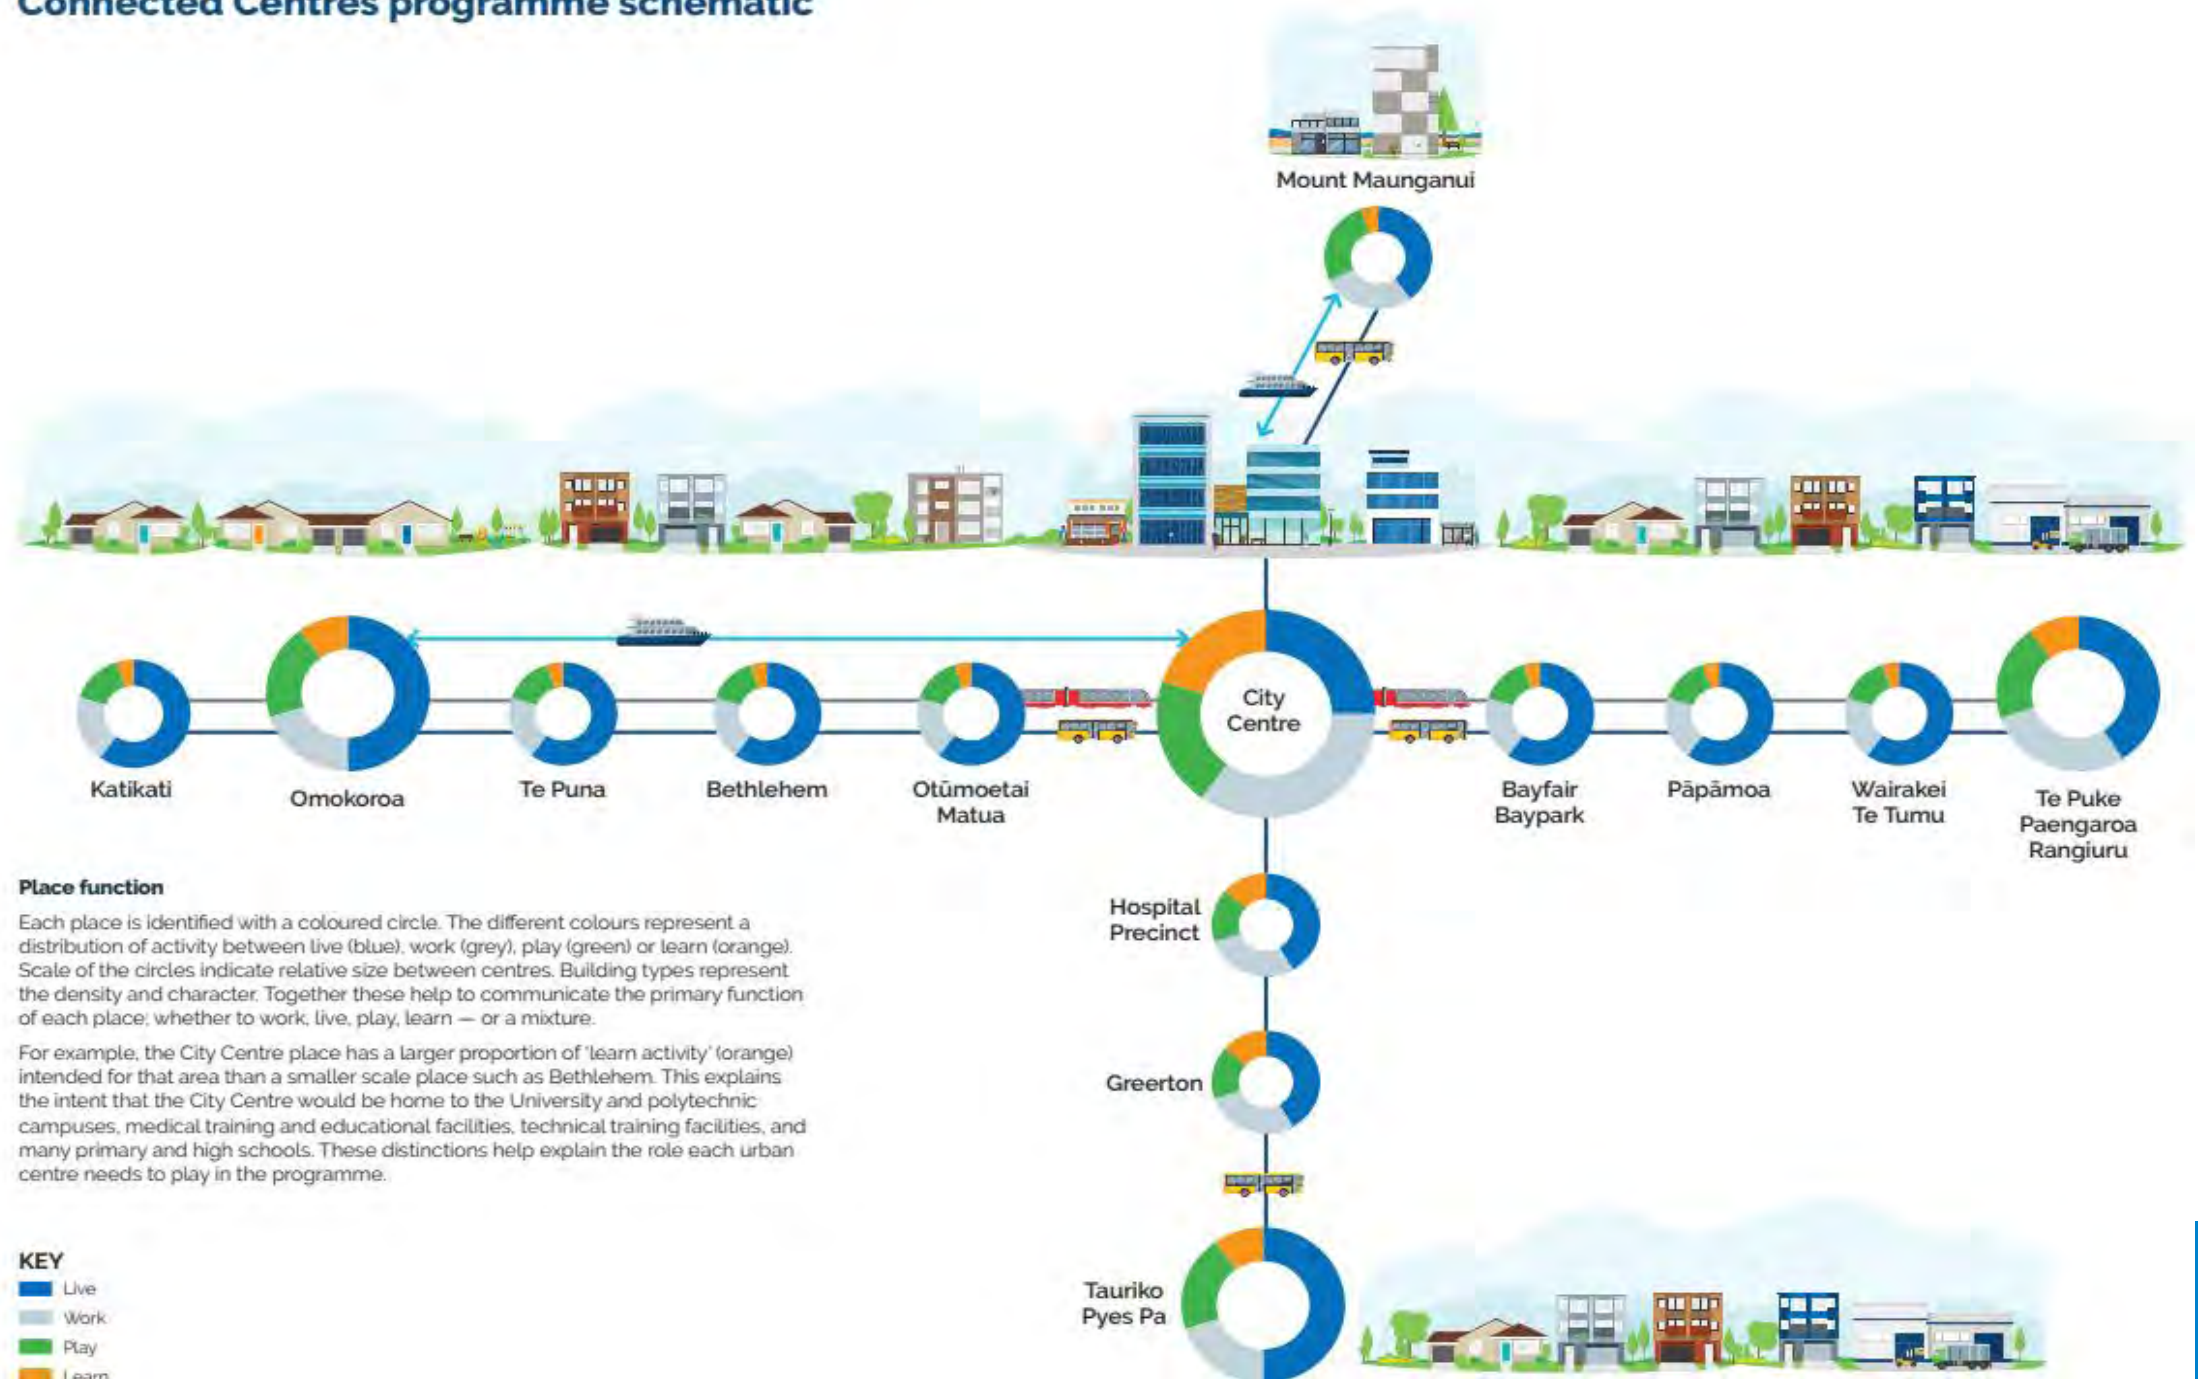 Connected Centres programme schematic
Mount Maunganui
City
Centre
Katikati
Omokoroa
Te Puna
Bethlehem
Otūmoetai
Matua
Bayfair
Baypark
Pāpāmoa
Wairakei
Te Tumu
Te Puke
Paengaroa
Rangiuru
Place function
Each place is identified with a coloured circle. The different colours represent a
distribution of activity between live (blue), work (grey), play (green) or learn (orange).
Scale of the circles indicate relative size between centres. Building types represent
the density and character. Together these help to communicate the primary function
of each place; whether to work, live, play, learn — or a mixture.
For example, the City Centre place has a larger proportion of 'learn activity' (orange)
intended for that area than a smaller scale place such as Bethlehem. This explains
the intent that the City Centre would be home to the University and polytechnic
campuses, medical training and educational facilities, technical training facilities, and
many primary and high schools. These distinctions help explain the role each urban
centre needs to play in the programme.
Hospital
Precinct
Greerton
Tauriko
Pyes Pa
KEY
Live
Work
Play
Learn